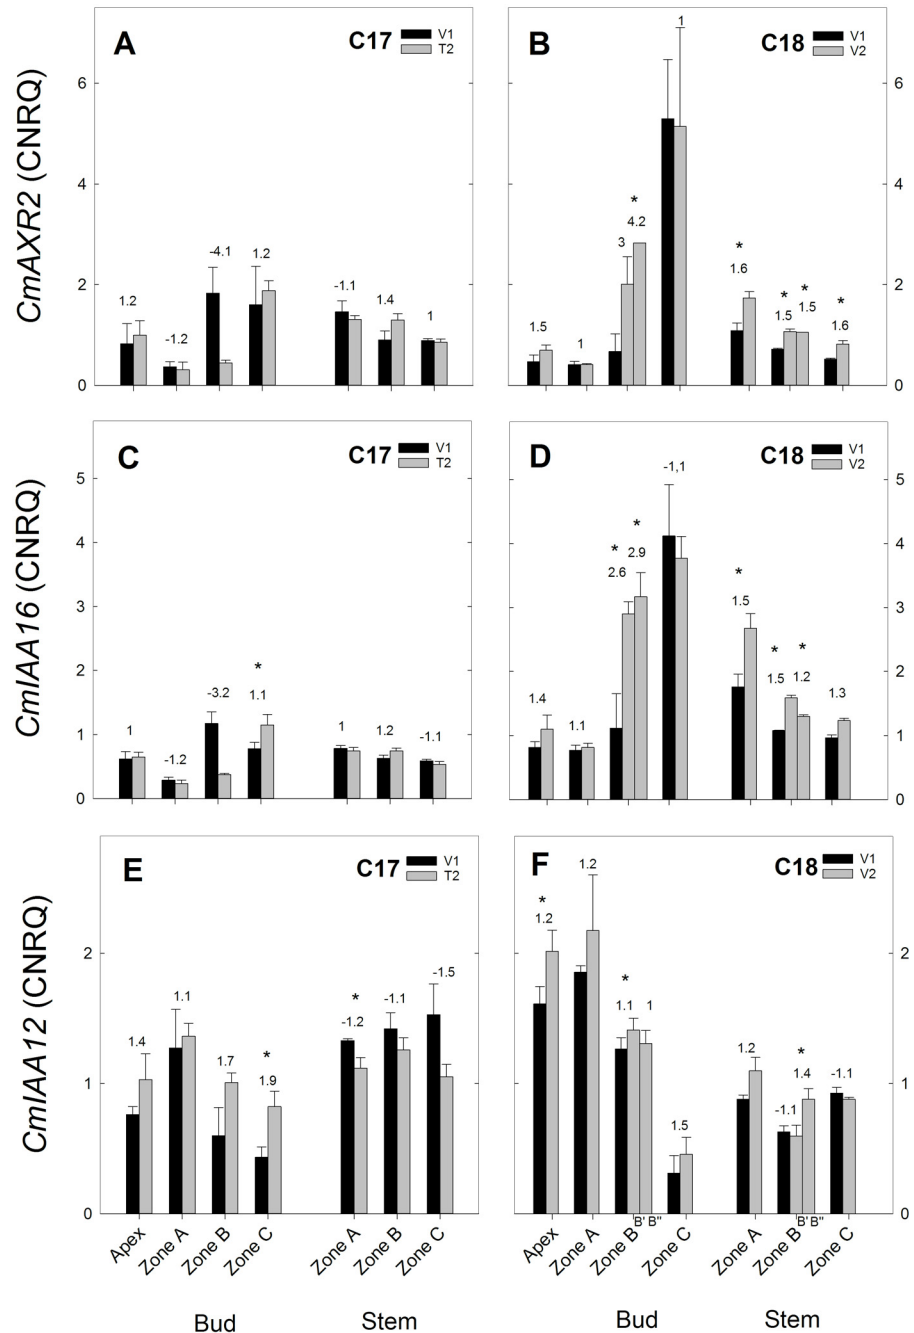 A
C17
V1
T2
CmAXR2 (CNRQ)
6
4
2
0
1.2
-1.2
-4.1
1.2
-1.1
1.4
1
B
C18
V1
V2
6
4
2
0
1.5
1
3
*
4.2
1
*
1.6
*
1.5
*
1.5
*
1.6
C
C17
V1
T2
CmIAA16 (CNRQ)
5
4
3
2
1
0
1
-1.2
-3.2
*
1.1
1
1.2
-1.1
D
C18
V1
V2
5
4
3
2
1
0
1.4
1.1
*
2.6
*
2.9
-1,1
*
1.5
*
1.5
*
1.2
1.3
E
C17
V1
T2
CmIAA12 (CNRQ)
2
1
0
1.4
1.1
1.7
*
1.9
*
-1.2
-1.1
-1.5
Apex
Zone A
Zone B
Zone C
Zone A
Zone B
Zone C
Bud
Stem
F
C18
V1
V2
2
1
0
*
1.2
1.2
*
1.1
1
1.5
1.2
-1.1
*
1.4
-1.1
Apex
Zone A
Zone B
B' B"
Zone C
Zone A
Zone B
B' B"
Zone C
Bud
Stem